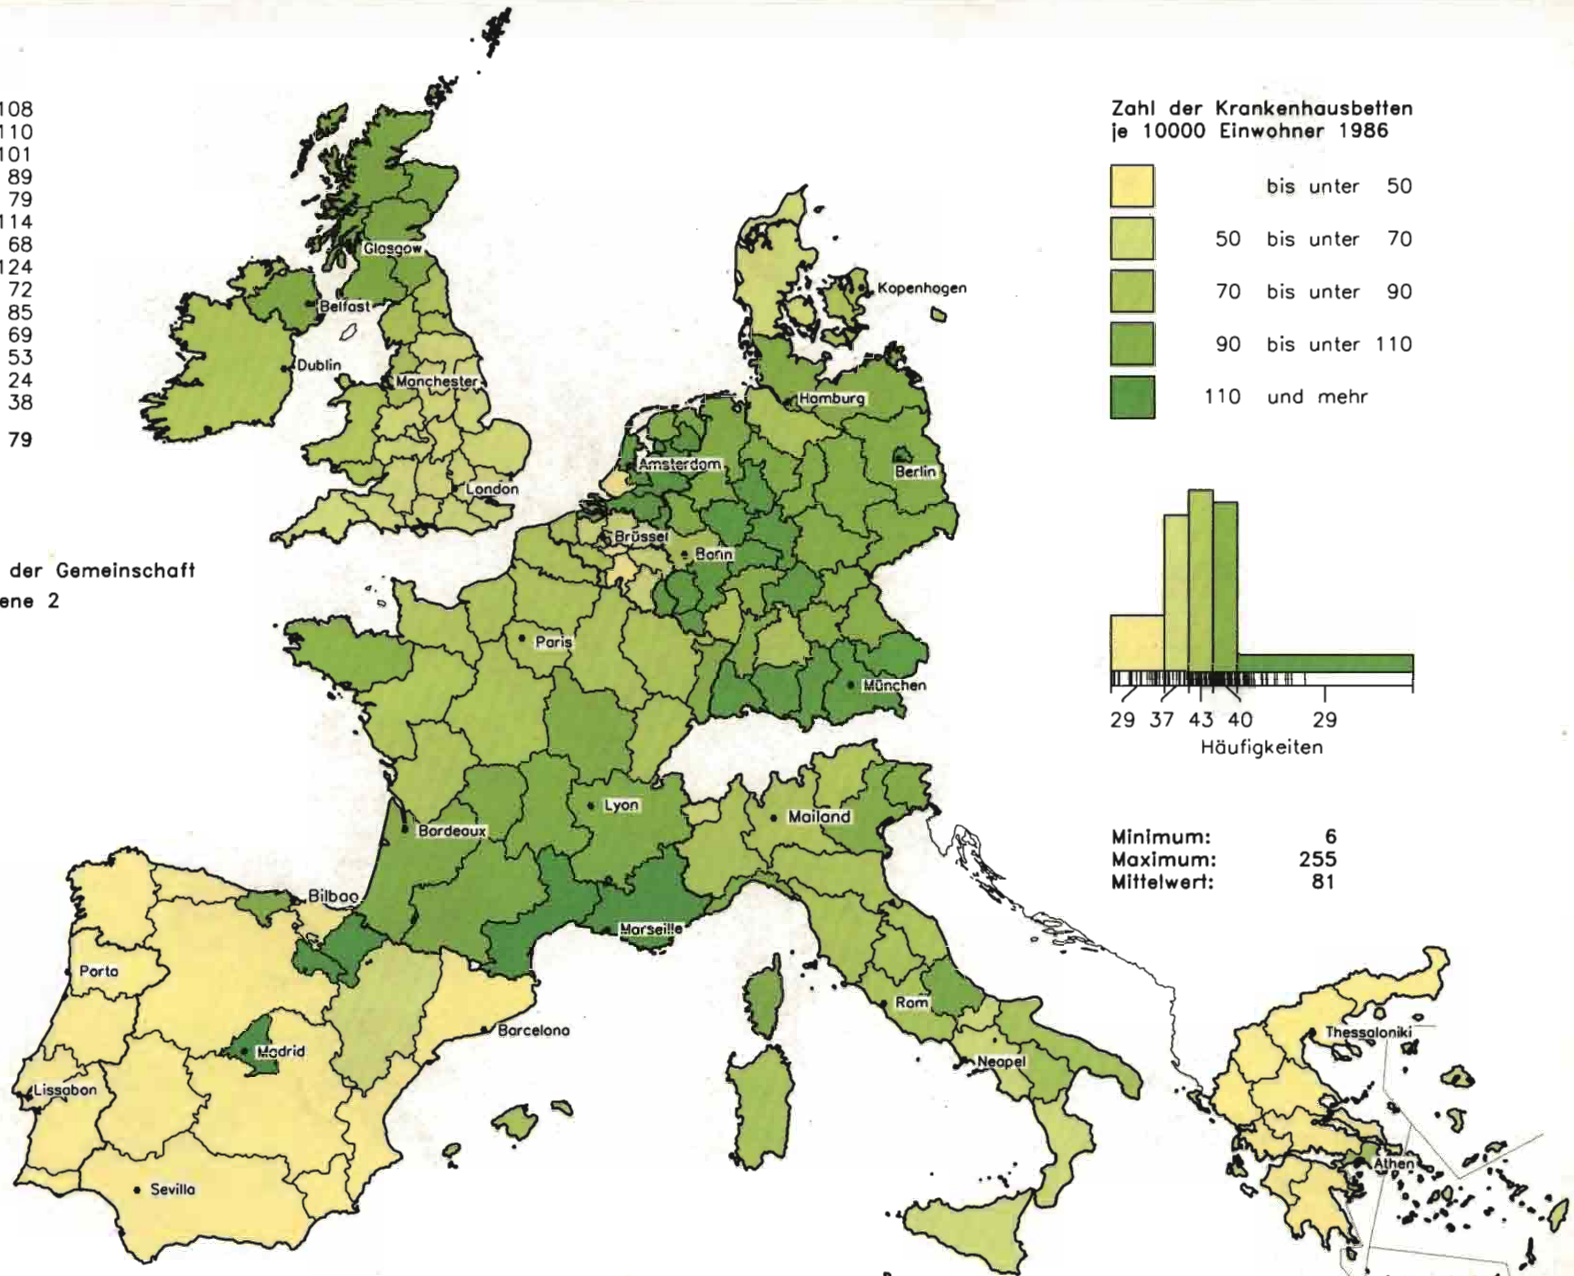 108
110
101
89
79
114
68
124
72
85
69
53
24
38
79
der Gemeinschaft
ene 2
Zahl der Krankenhausbetten
je 10000 Einwohner 1986
bis unter 50
50 bis unter 70
70 bis unter 90
90 bis unter 110
110 und mehr
29 37 43 40 29
Häufigkeiten
Minimum: 6
Maximum: 255
Mittelwert: 81
Glasgow
Belfast
Dublin
Manchester
London
Kopenhagen
Hamburg
Amsterdam
Berlin
Brüssel
Bonn
Paris
München
Lyon
Bordeaux
Mailand
Bilbao
Marseille
Porto
Barcelona
Rom
Madrid
Lissabon
Neapel
Thessaloniki
Athen
Sevilla